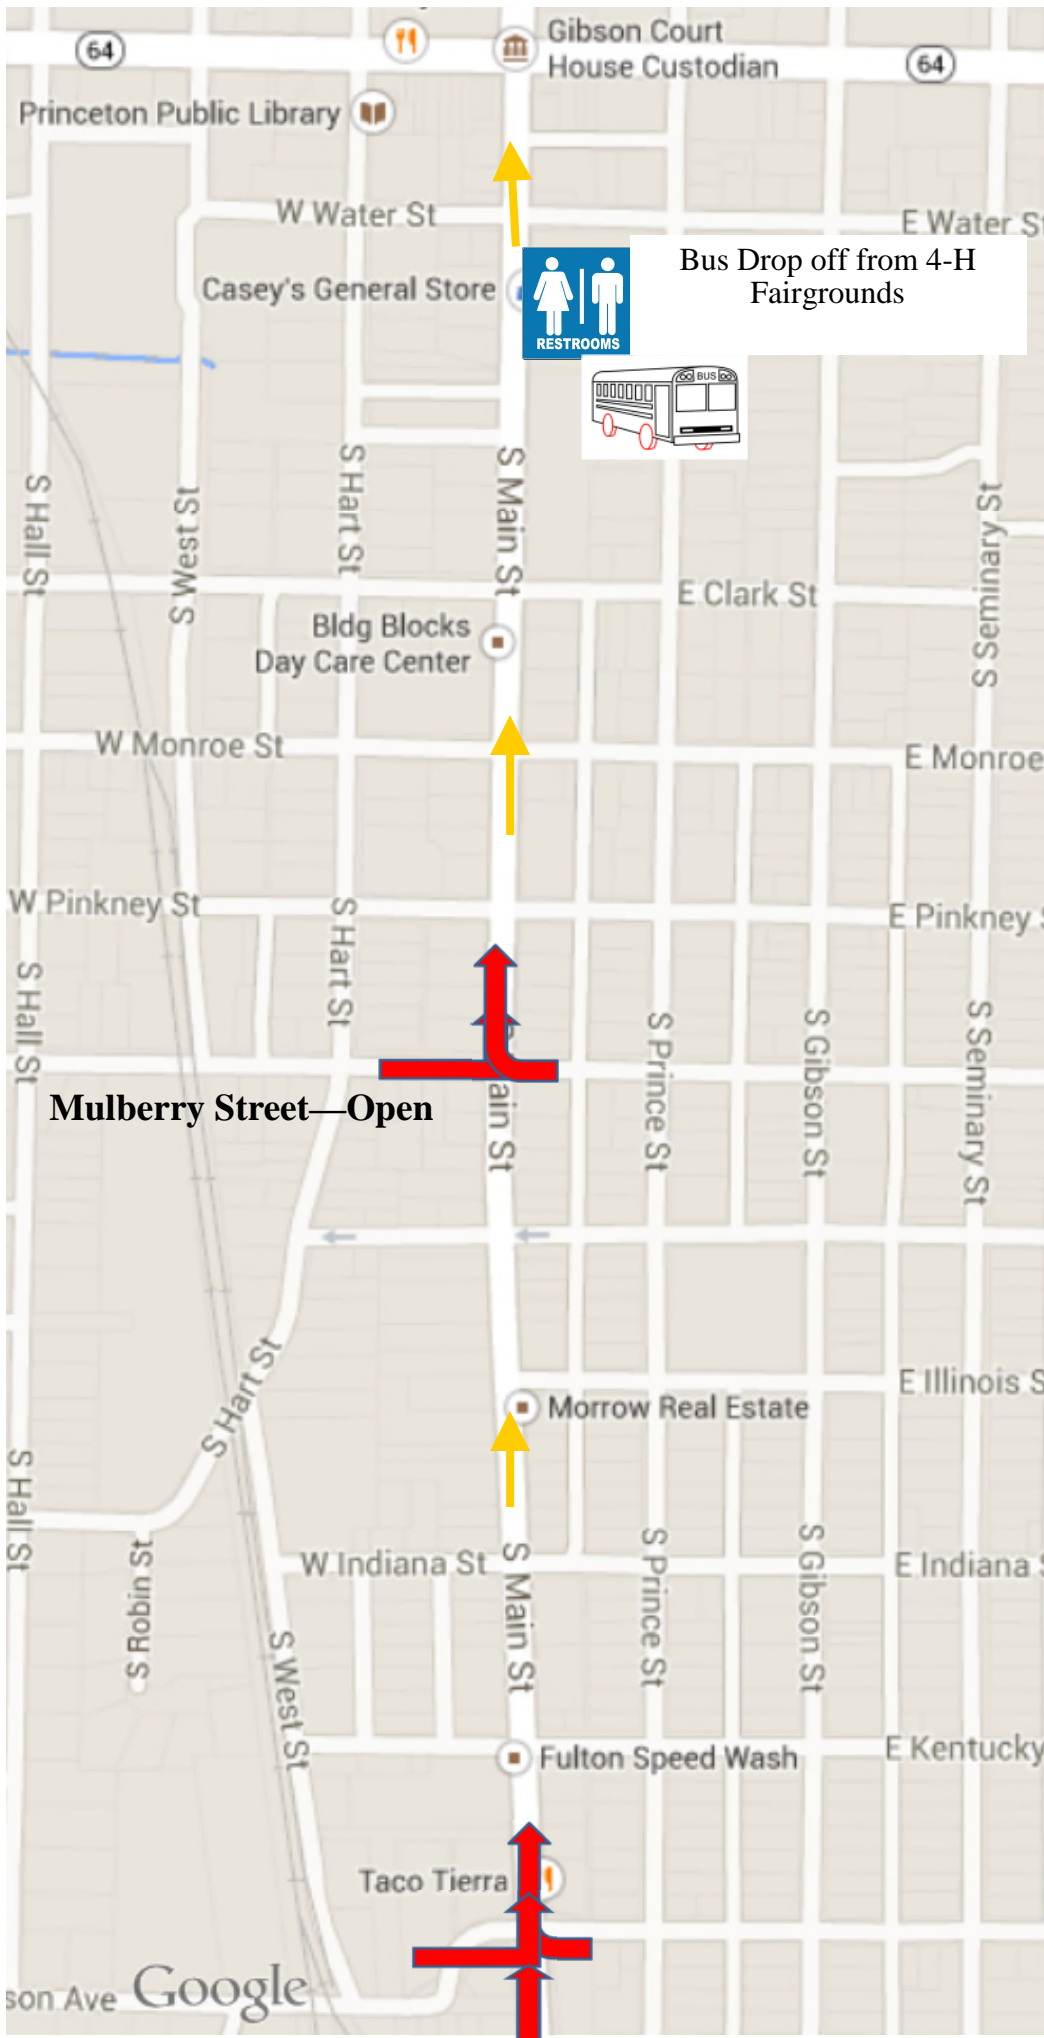 Gibson Court
House Custodian
64
64
Princeton Public Library
W Water St
E Water St
Bus Drop off from 4-H
Fairgrounds
Casey's General Store
RESTROOMS
BUS
S Hall St
S West St
S Hart St
S Main St
S Seminary St
E Clark St
Bldg Blocks
Day Care Center
W Monroe St
E Monroe
W Pinkney St
E Pinkney S
S Hall St
S Hart St
S Prince St
S Gibson St
S Seminary St
Mulberry Street—Open
ain St
E Illinois S
Morrow Real Estate
S Hart St
S Hall St
W Indiana St
E Indiana S
S Robin St
S Main St
S Prince St
S Gibson St
S West St
E Kentucky
Fulton Speed Wash
Taco Tierra
son Ave
Google